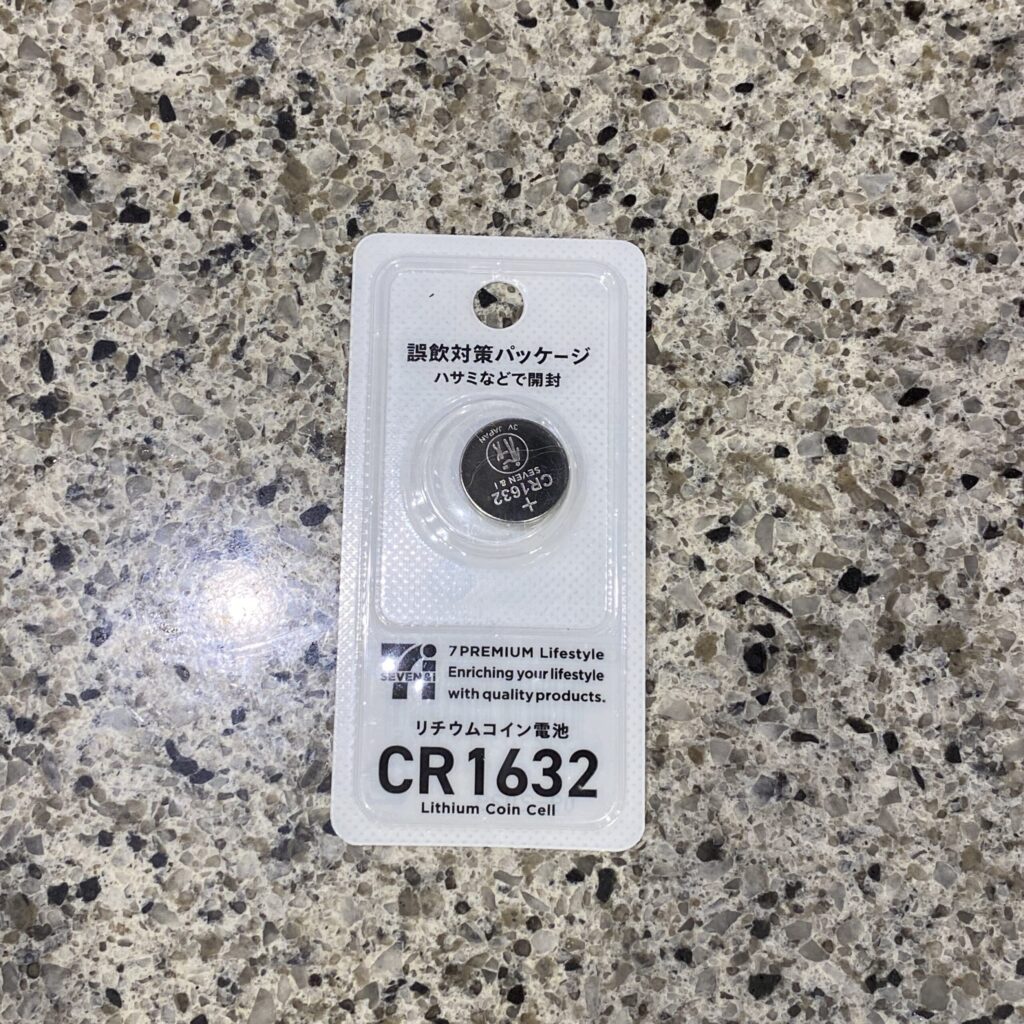 誤飲対策パッケージ
ハサミなどで開封
3V JAPAN
SEVEN & I
CR1632
+
7i
SEVEN&i
7PREMIUM Lifestyle
Enriching your lifestyle
with quality products.
リチウムコイン電池
CR1632
Lithium Coin Cell